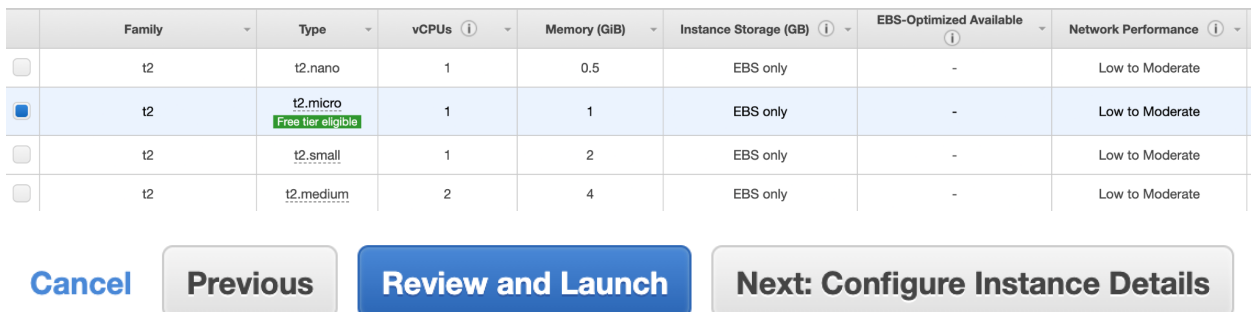 Family Type vCPUs i Memory (GiB) Instance Storage (GB) i EBS-Optimized Available i Network Performance i
t2 t2.nano 1 0.5 EBS only - Low to Moderate
t2 t2.micro 1 1 EBS only - Low to Moderate
Free tier eligible
t2 t2.small 1 2 EBS only - Low to Moderate
t2 t2.medium 2 4 EBS only - Low to Moderate
Cancel Previous Review and Launch Next: Configure Instance Details